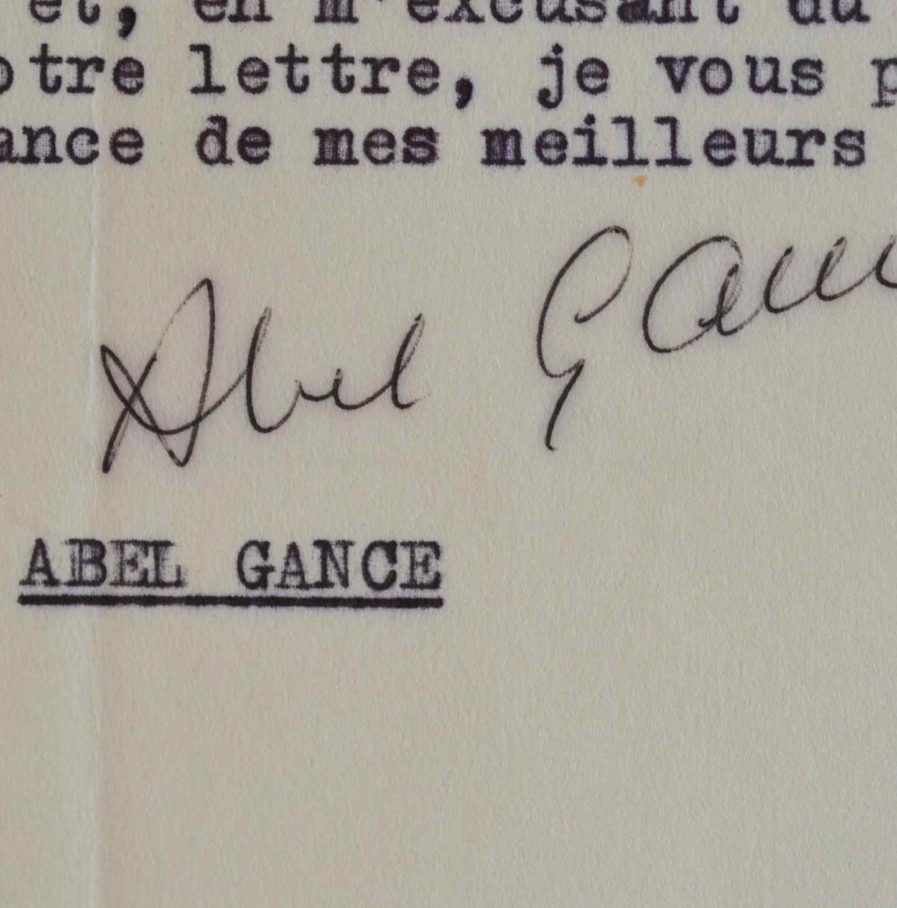 et, en m'excusant du
otre lettre, je vous p
ance de mes meilleurs
Abel Gance
ABEL GANCE